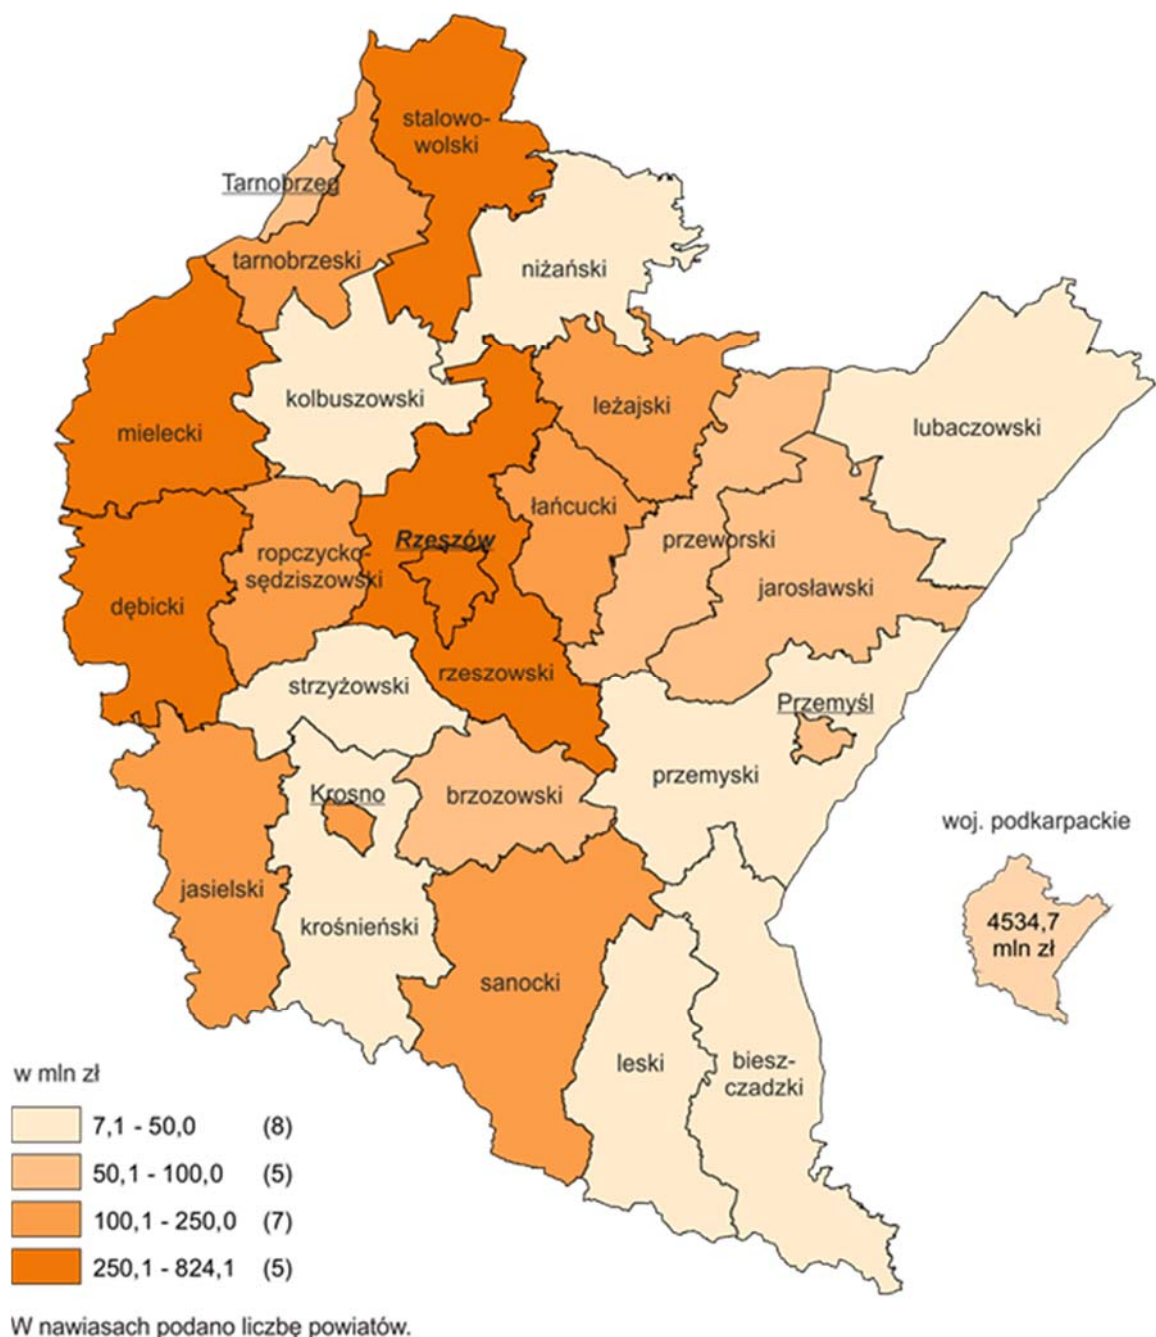 stalowo-
wolski
Tarnobrzeg
tarnobrzeski
niżański
kolbuszowski
leżajski
mielecki
lubaczowski
łańcucki
Rzeszów
przeworski
ropczycko-
sędziszowski
jarosławski
dębicki
rzeszowski
strzyżowski
Przemyśl
przemyski
Krosno
brzozowski
woj. podkarpackie
jasielski
4534,7
mln zł
krośnieński
sanocki
leski
biesz-
czadzki
w mln zł
7,1 - 50,0 (8)
50,1 - 100,0 (5)
100,1 - 250,0 (7)
250,1 - 824,1 (5)
W nawiasach podano liczbę powiatów.